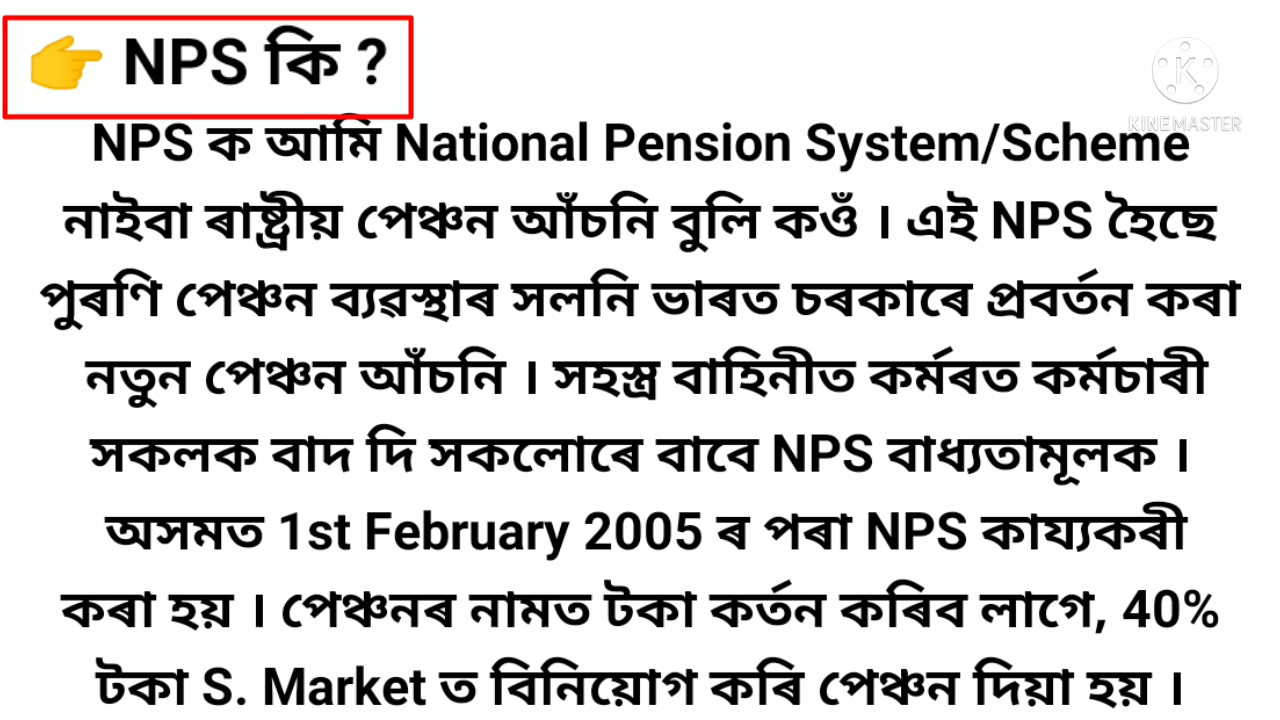 👉 NPS কি ?
KINEMASTER
NPS ক আমি National Pension System/Scheme
নাইবা ৰাষ্ট্ৰীয় পেঞ্চন আঁচনি বুলি কওঁ । এই NPS হৈছে
পুৰণি পেঞ্চন ব্যৱস্থাৰ সলনি ভাৰত চৰকাৰে প্ৰবৰ্তন কৰা
নতুন পেঞ্চন আঁচনি । সহস্ত্ৰ বাহিনীত কৰ্মৰত কৰ্মচাৰী
সকলক বাদ দি সকলোৰে বাবে NPS বাধ্যতামূলক ।
অসমত 1st February 2005 ৰ পৰা NPS কায্যকৰী
কৰা হয় । পেঞ্চনৰ নামত টকা কৰ্তন কৰিব লাগে, 40%
টকা S. Market ত বিনিয়োগ কৰি পেঞ্চন দিয়া হয় ।